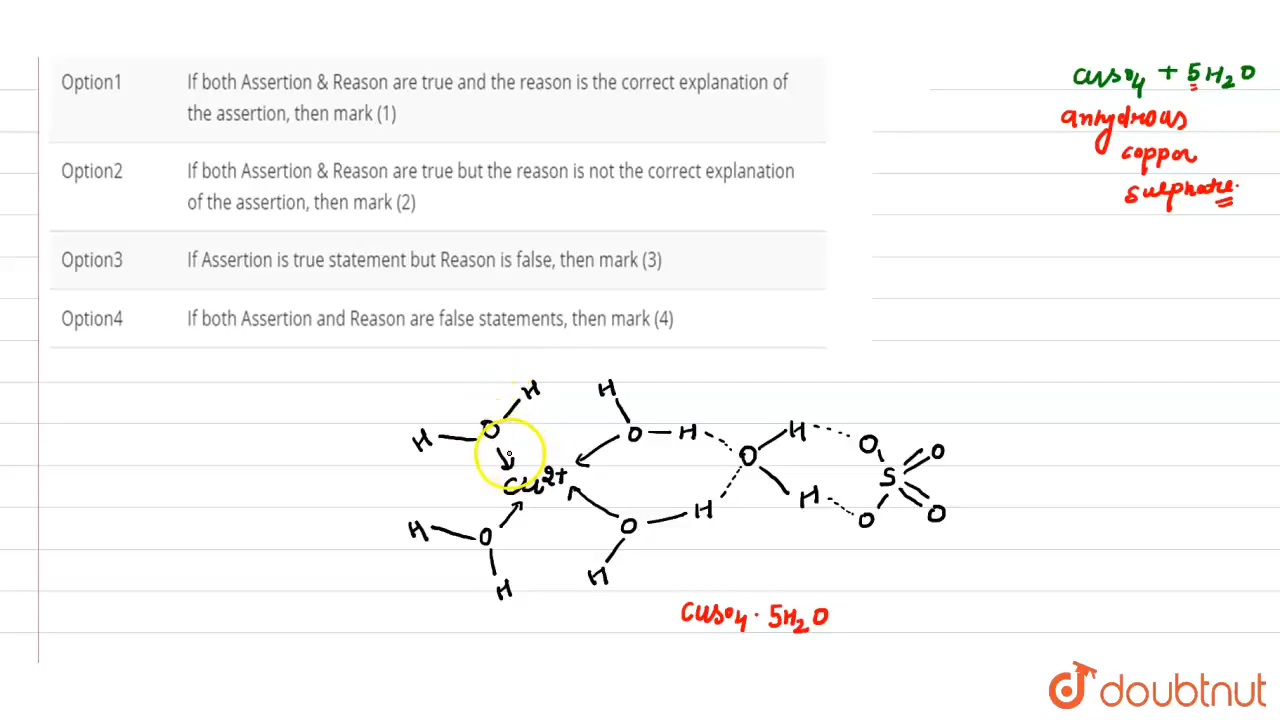 Option1 If both Assertion & Reason are true and the reason is the correct explanation of
the assertion, then mark (1)
Option2 If both Assertion & Reason are true but the reason is not the correct explanation
of the assertion, then mark (2)
Option3 If Assertion is true statement but Reason is false, then mark (3)
Option4 If both Assertion and Reason are false statements, then mark (4)
CuSO4 + 5H2O
anhydrous
copper
sulphate.
H H
H O O H O H O S O O
Cu2+
H O O H H O O
H H
CuSO4 · 5H2O
doubtnut